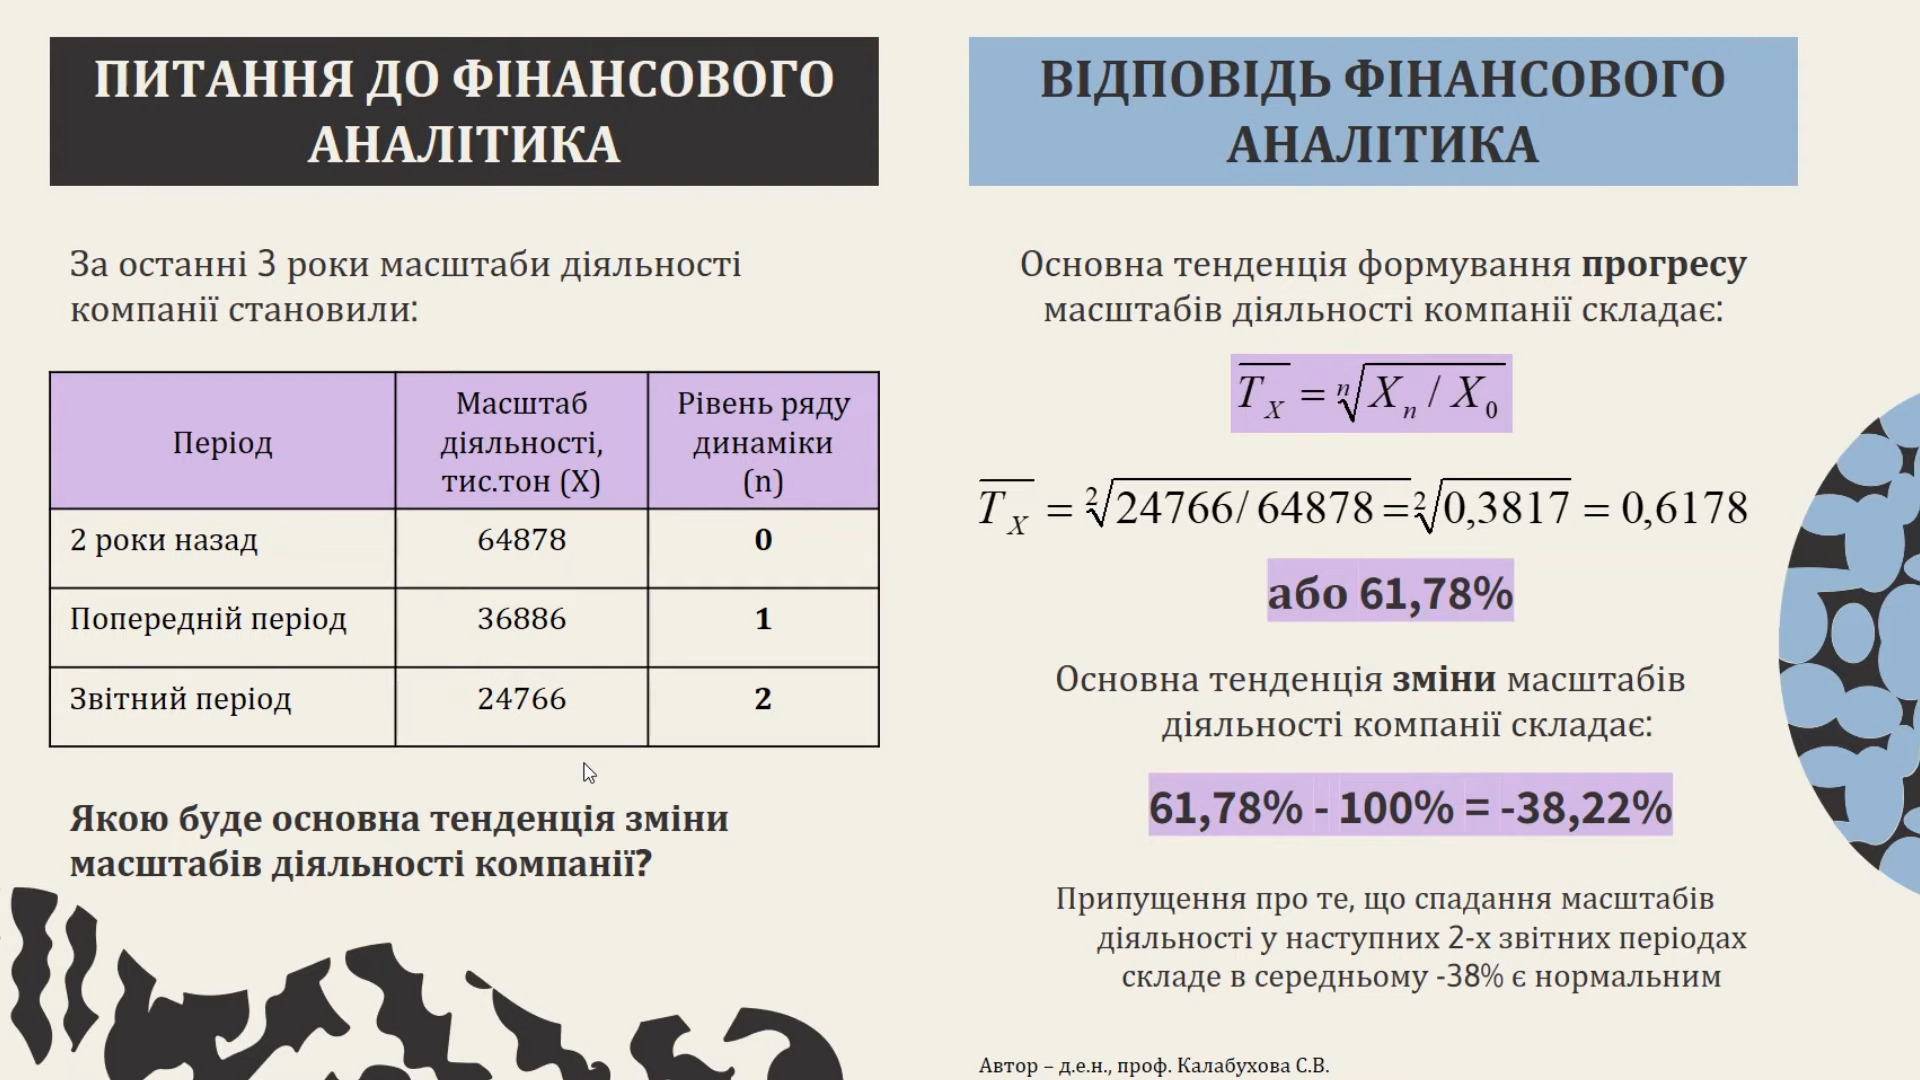 ПИТАННЯ ДО ФІНАНСОВОГО
АНАЛІТИКА
За останні 3 роки масштаби діяльності
компанії становили:
Період
Масштаб
діяльності,
тис.тон (X)
Рівень ряду
динаміки
(n)
2 роки назад 64878 0
Попередній період 36886 1
Звітний період 24766 2
Якою буде основна тенденція зміни
масштабів діяльності компанії?
ВІДПОВІДЬ ФІНАНСОВОГО
АНАЛІТИКА
Основна тенденція формування прогресу
масштабів діяльності компанії складає:
T̅_X = ⁿ√(X_n / X_0)
T̅_X = ²√(24766/ 64878) = ²√(0,3817) = 0,6178
або 61,78%
Основна тенденція зміни масштабів
діяльності компанії складає:
61,78% - 100% = -38,22%
Припущення про те, що спадання масштабів
діяльності у наступних 2-х звітних періодах
складе в середньому -38% є нормальним
Автор – д.е.н., проф. Калабухова С.В.